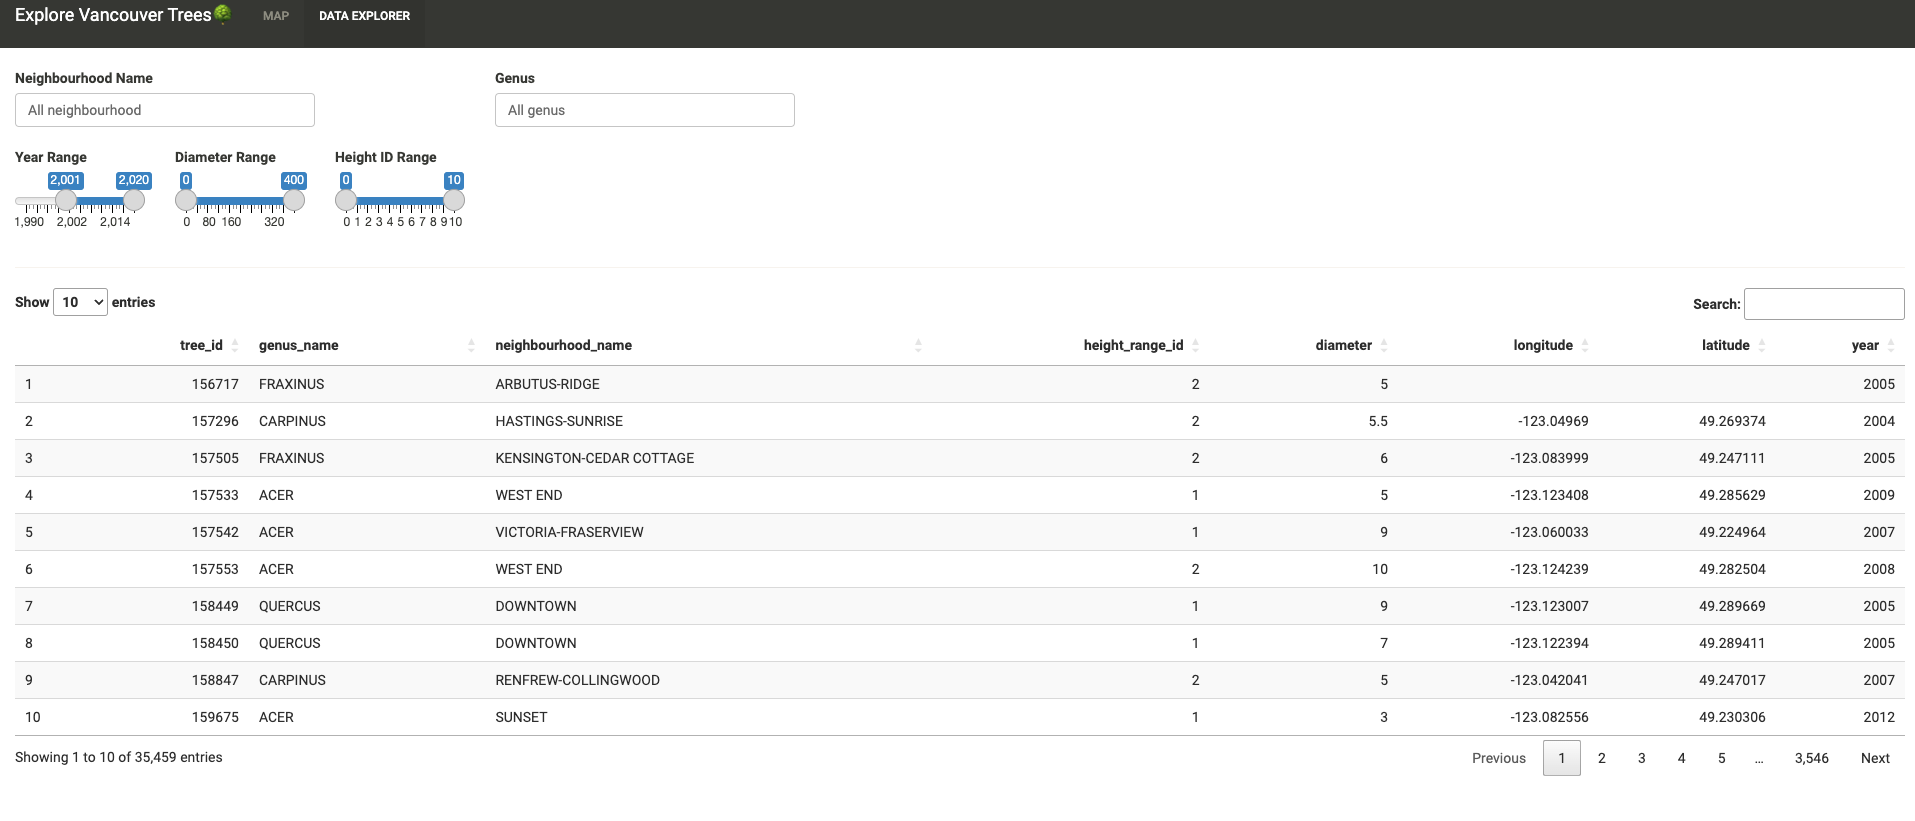 Explore Vancouver Trees🌳 MAP DATA EXPLORER
Neighbourhood Name Genus
All neighbourhood All genus
Year Range Diameter Range Height ID Range
2,001 2,020 0 400 0 10
1,990 2,002 2,014 0 80 160 320 0 1 2 3 4 5 6 7 8 9 10
Show 10 entries Search:
tree_id genus_name neighbourhood_name height_range_id diameter longitude latitude year
1 156717 FRAXINUS ARBUTUS-RIDGE 2 5 2005
2 157296 CARPINUS HASTINGS-SUNRISE 2 5.5 -123.04969 49.269374 2004
3 157505 FRAXINUS KENSINGTON-CEDAR COTTAGE 2 6 -123.083999 49.247111 2005
4 157533 ACER WEST END 1 5 -123.123408 49.285629 2009
5 157542 ACER VICTORIA-FRASERVIEW 1 9 -123.060033 49.224964 2007
6 157553 ACER WEST END 2 10 -123.124239 49.282504 2008
7 158449 QUERCUS DOWNTOWN 1 9 -123.123007 49.289669 2005
8 158450 QUERCUS DOWNTOWN 1 7 -123.122394 49.289411 2005
9 158847 CARPINUS RENFREW-COLLINGWOOD 2 5 -123.042041 49.247017 2007
10 159675 ACER SUNSET 1 3 -123.082556 49.230306 2012
Showing 1 to 10 of 35,459 entries Previous 1 2 3 4 5 … 3,546 Next